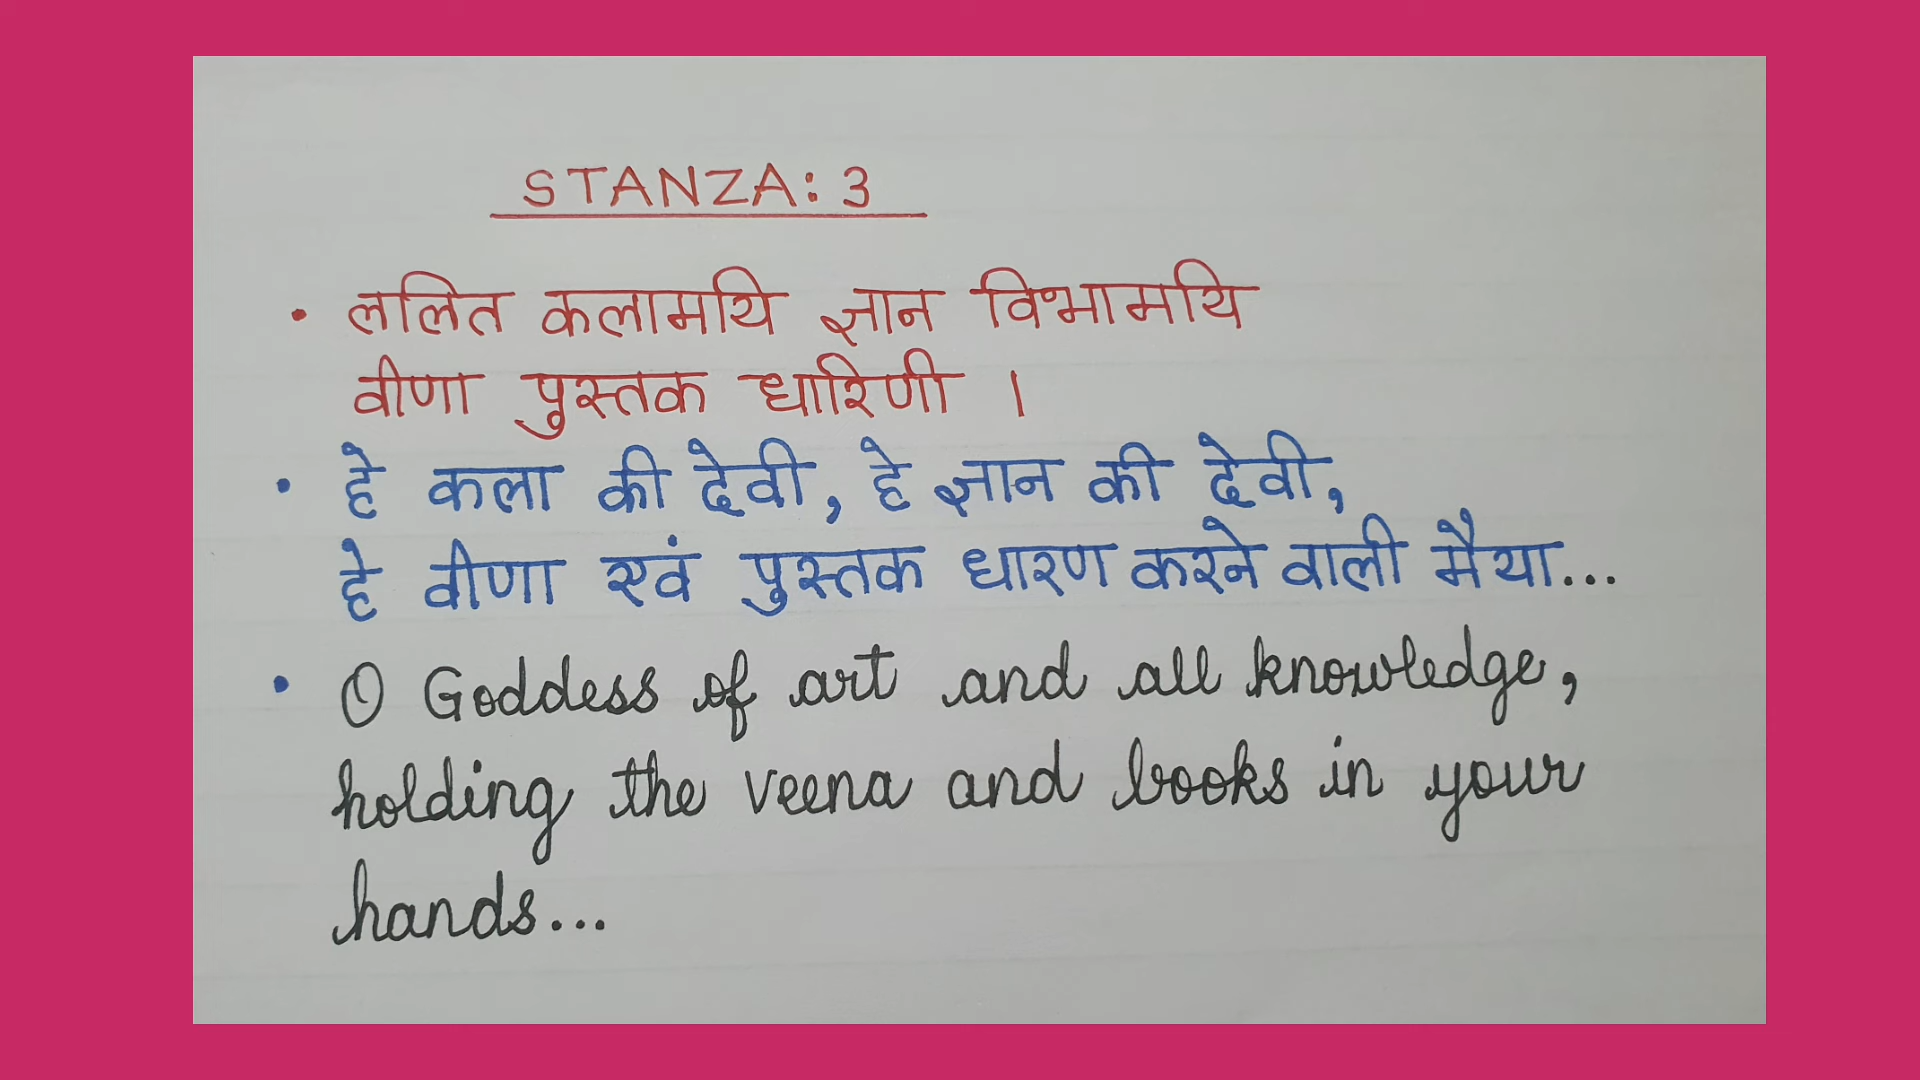 STANZA: 3
• ललित कलामयि ज्ञान विभामयि
वीणा पुस्तक धारिणी ।
• हे कला की देवी, हे ज्ञान की देवी,
हे वीणा एवं पुस्तक धारण करने वाली मैया...
• O Goddess of art and all knowledge,
holding the veena and books in your
hands...